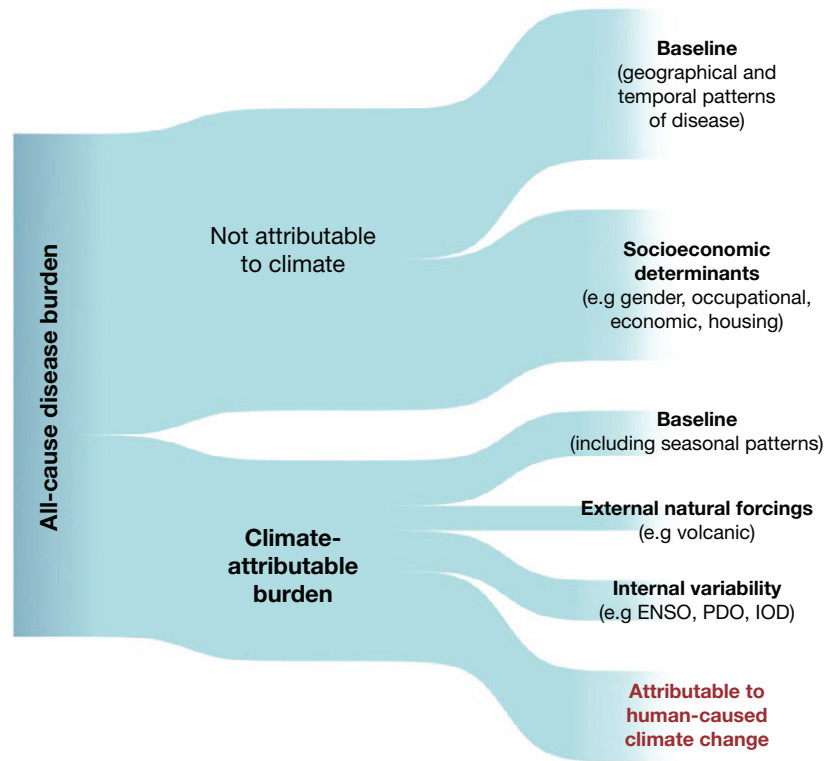 All-cause disease burden
Not attributable
to climate
Climate-
attributable
burden
Baseline
(geographical and
temporal patterns
of disease)
Socioeconomic
determinants
(e.g gender, occupational,
economic, housing)
Baseline
(including seasonal patterns)
External natural forcings
(e.g volcanic)
Internal variability
(e.g ENSO, PDO, IOD)
Attributable to
human-caused
climate change